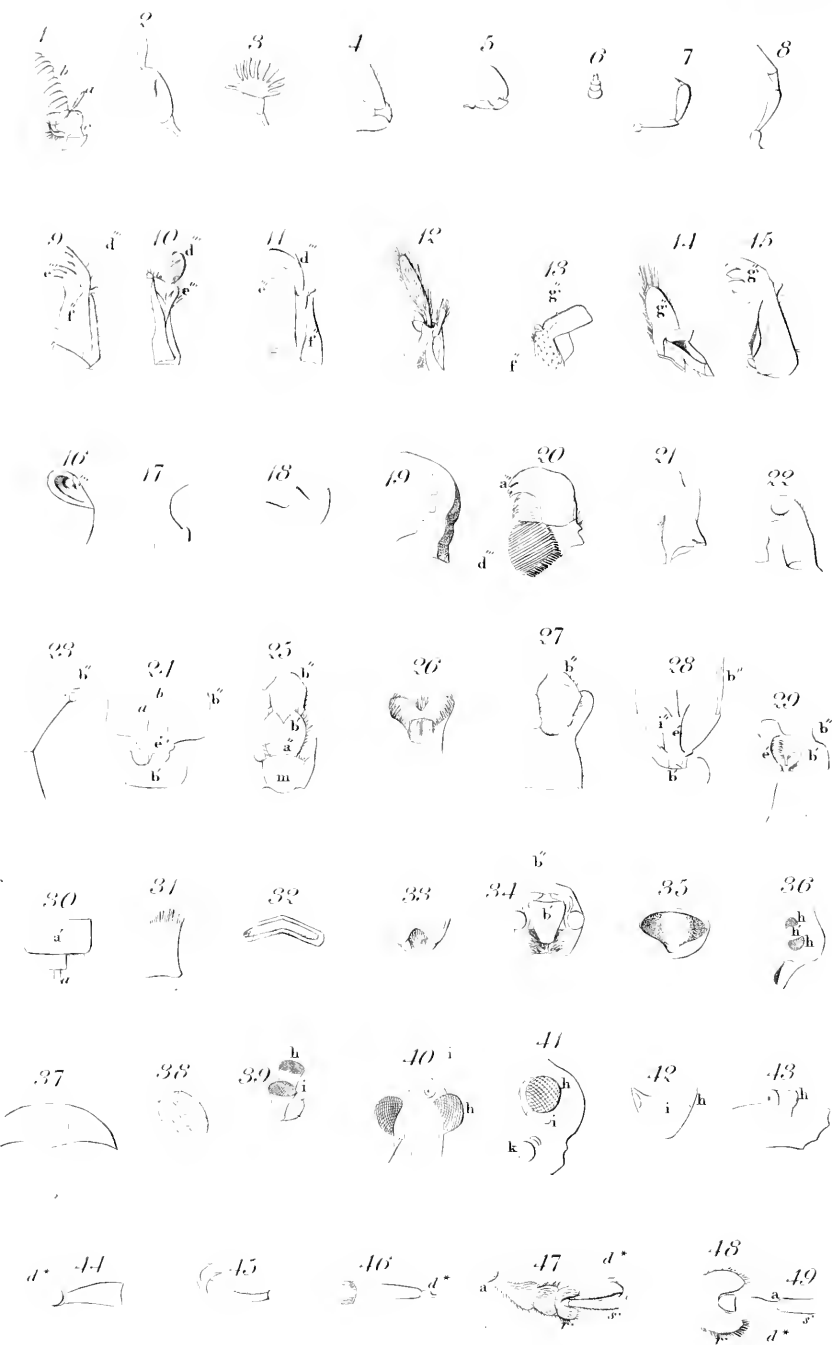 1 2 3 4 5 6 7 8
b a
9 d‴ 10 d‴ 11 d‴ 12 13 14 15
e‴ e‴ e g‴ g‴ g‴
f f f″
16 17 18 19 20 21 22
a″
d‴
23 24 25 26 27 28 29
b″ b b″ b″ b″ b″ b″
a b′ i″ e′
e′ a″ e b′
b′ m b′
30 31 32 33 34 35 36
b″
a′ b′ h h′ h
a
37 38 39 40 41 42 43
h i
i h h i h h
i
k
44 45 46 47 48 49
d* d* d*
a a
s s
d*